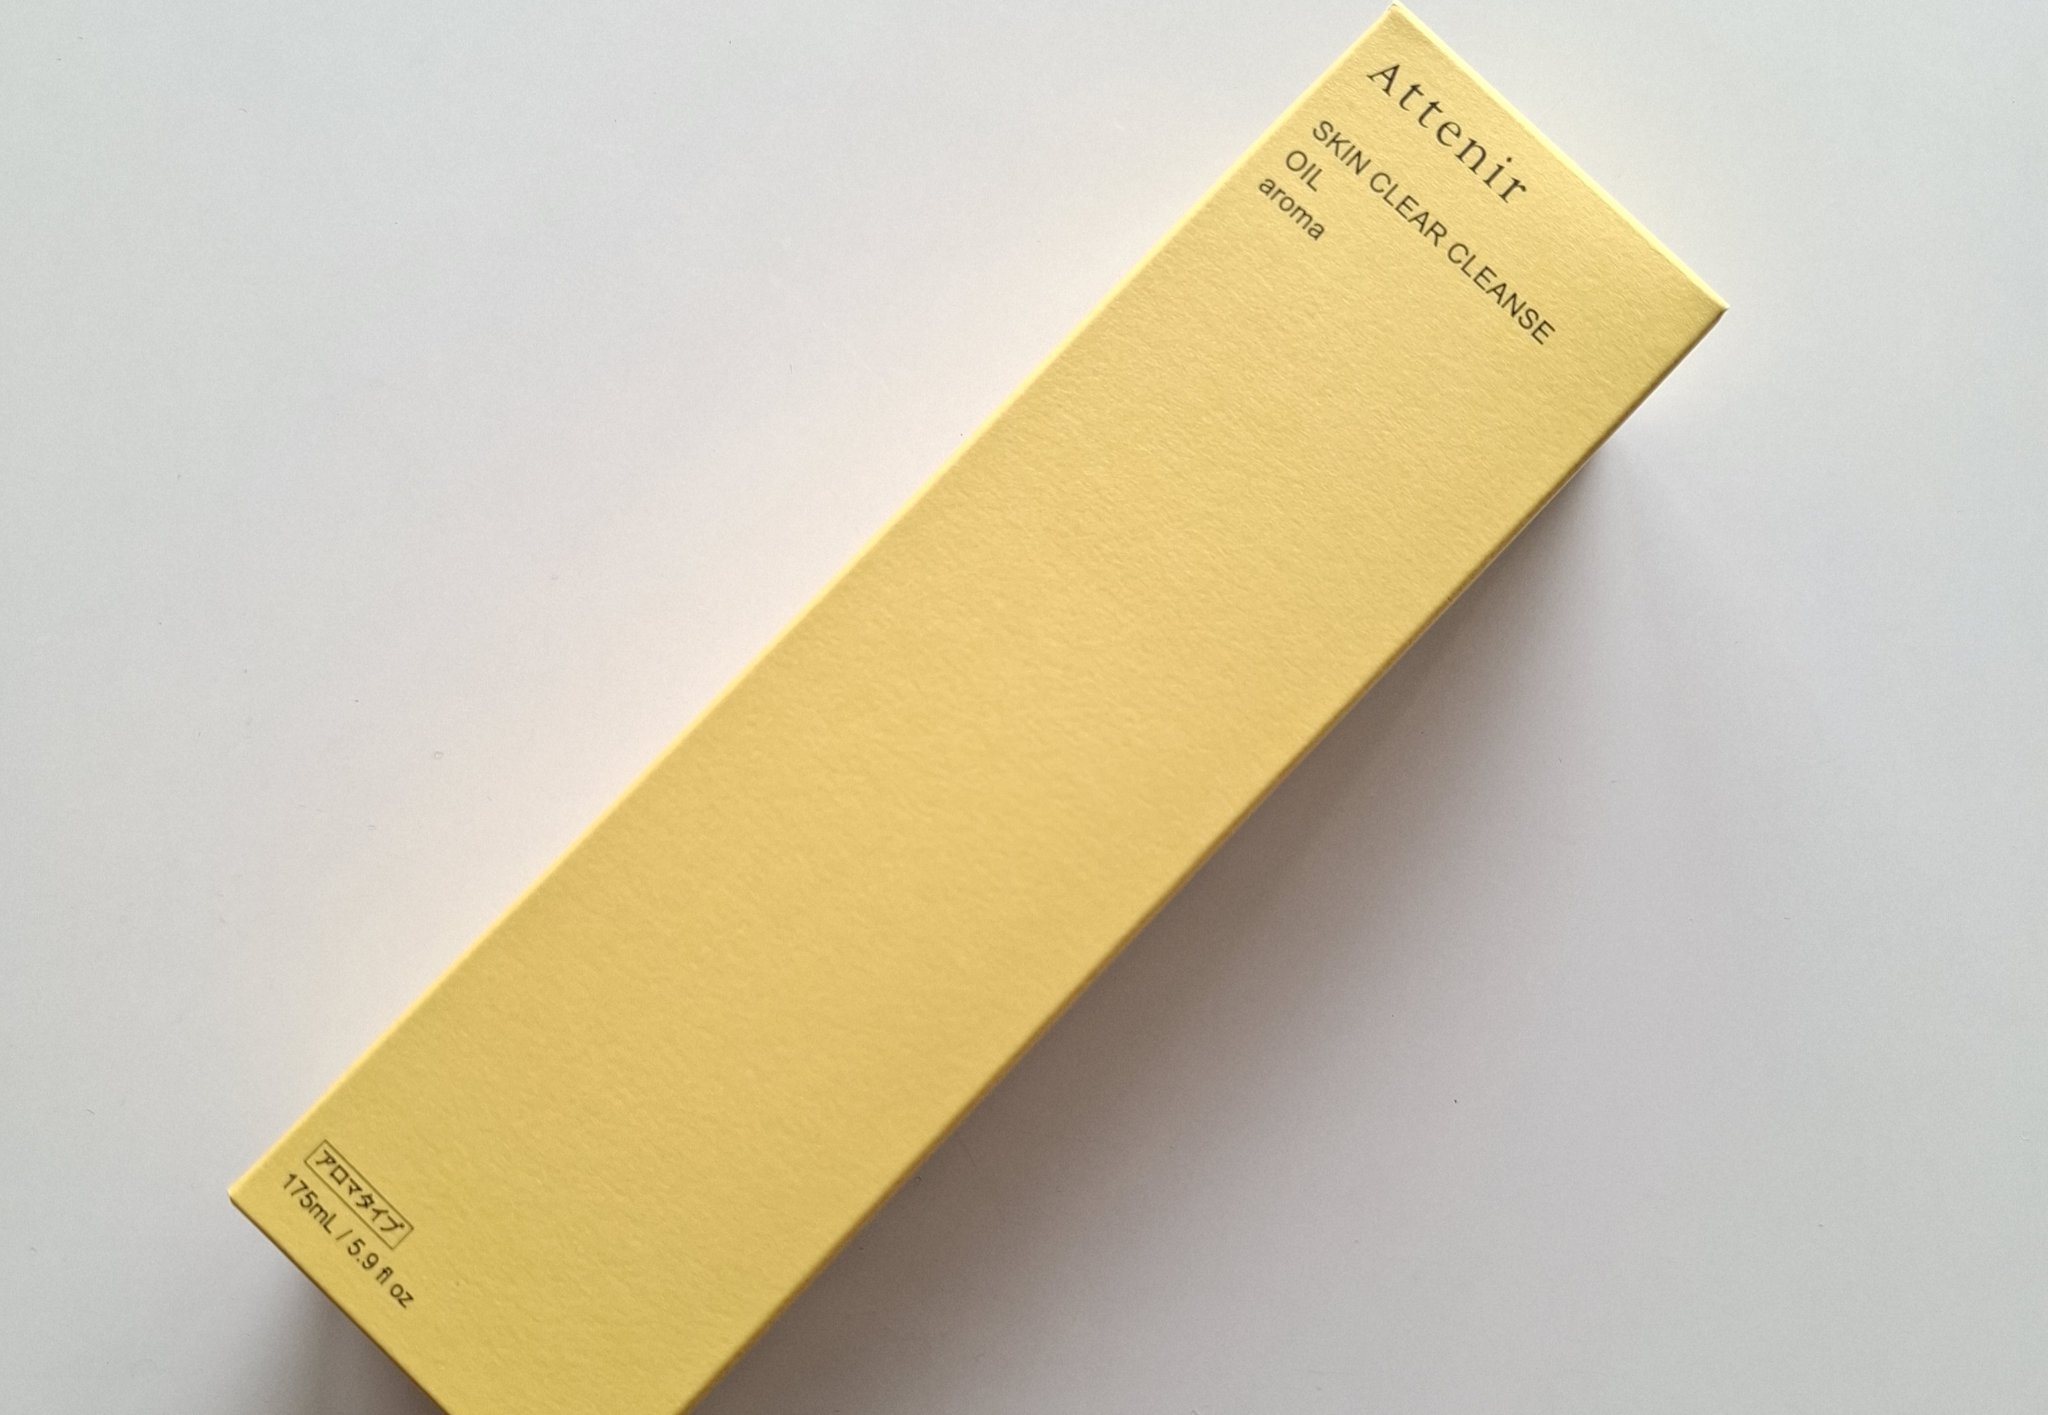 Attenir
SKIN CLEAR CLEANSE
OIL
aroma
アロマタイプ
175mL / 5.9 fl oz